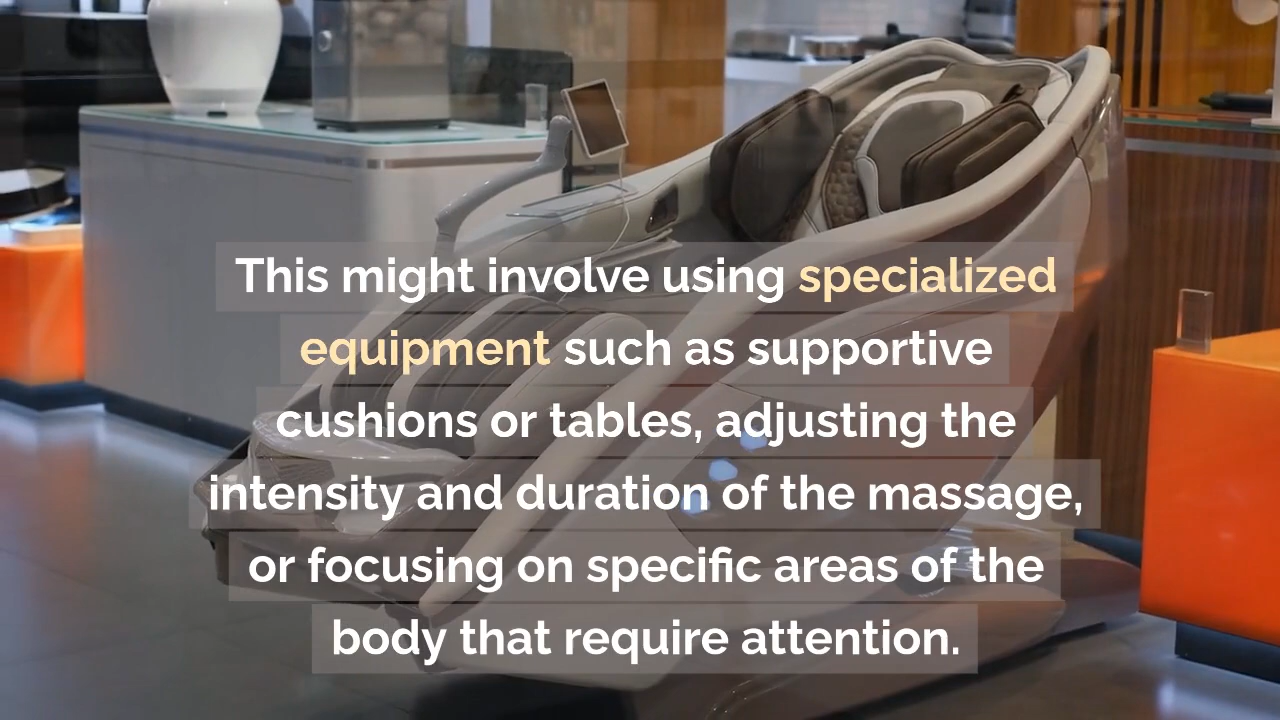 This might involve using specialized
equipment such as supportive
cushions or tables, adjusting the
intensity and duration of the massage,
or focusing on specific areas of the
body that require attention.